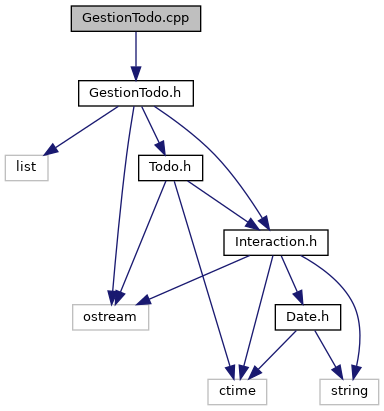 GestionTodo.cpp
GestionTodo.h
list
Todo.h
Interaction.h
ostream
Date.h
ctime
string